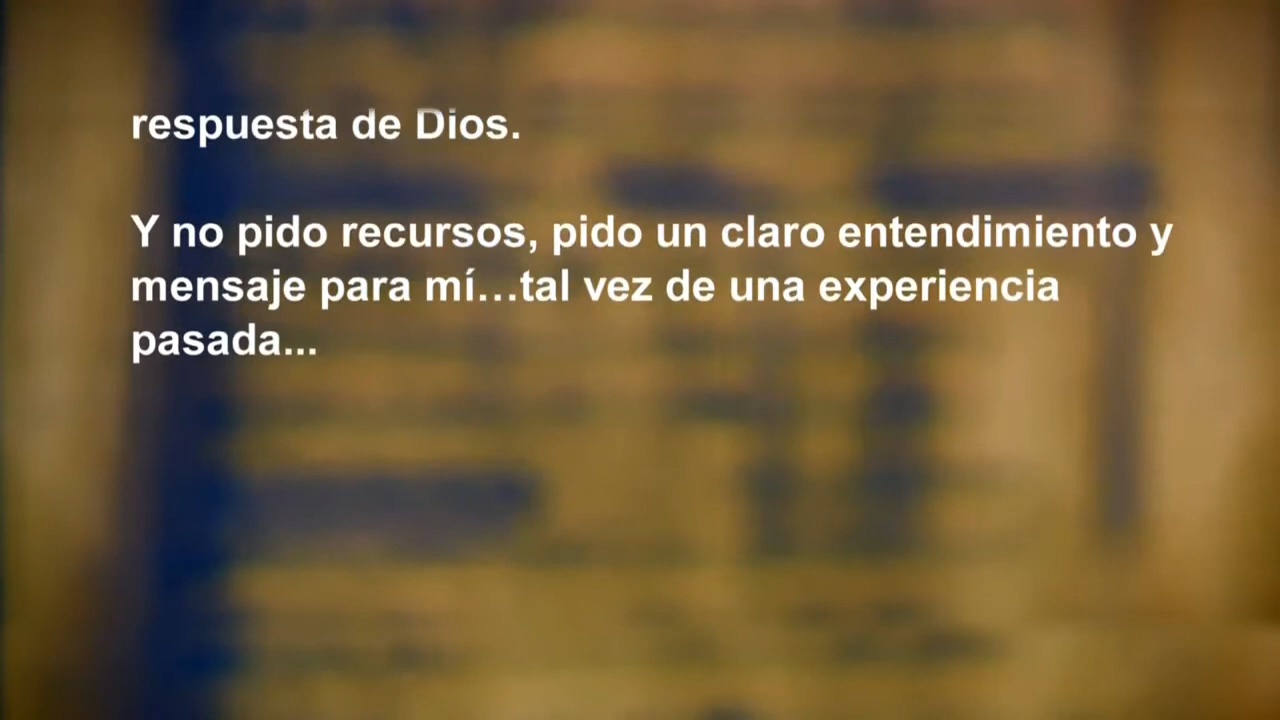 respuesta de Dios.
Y no pido recursos, pido un claro entendimiento y
mensaje para mí...tal vez de una experiencia
pasada...